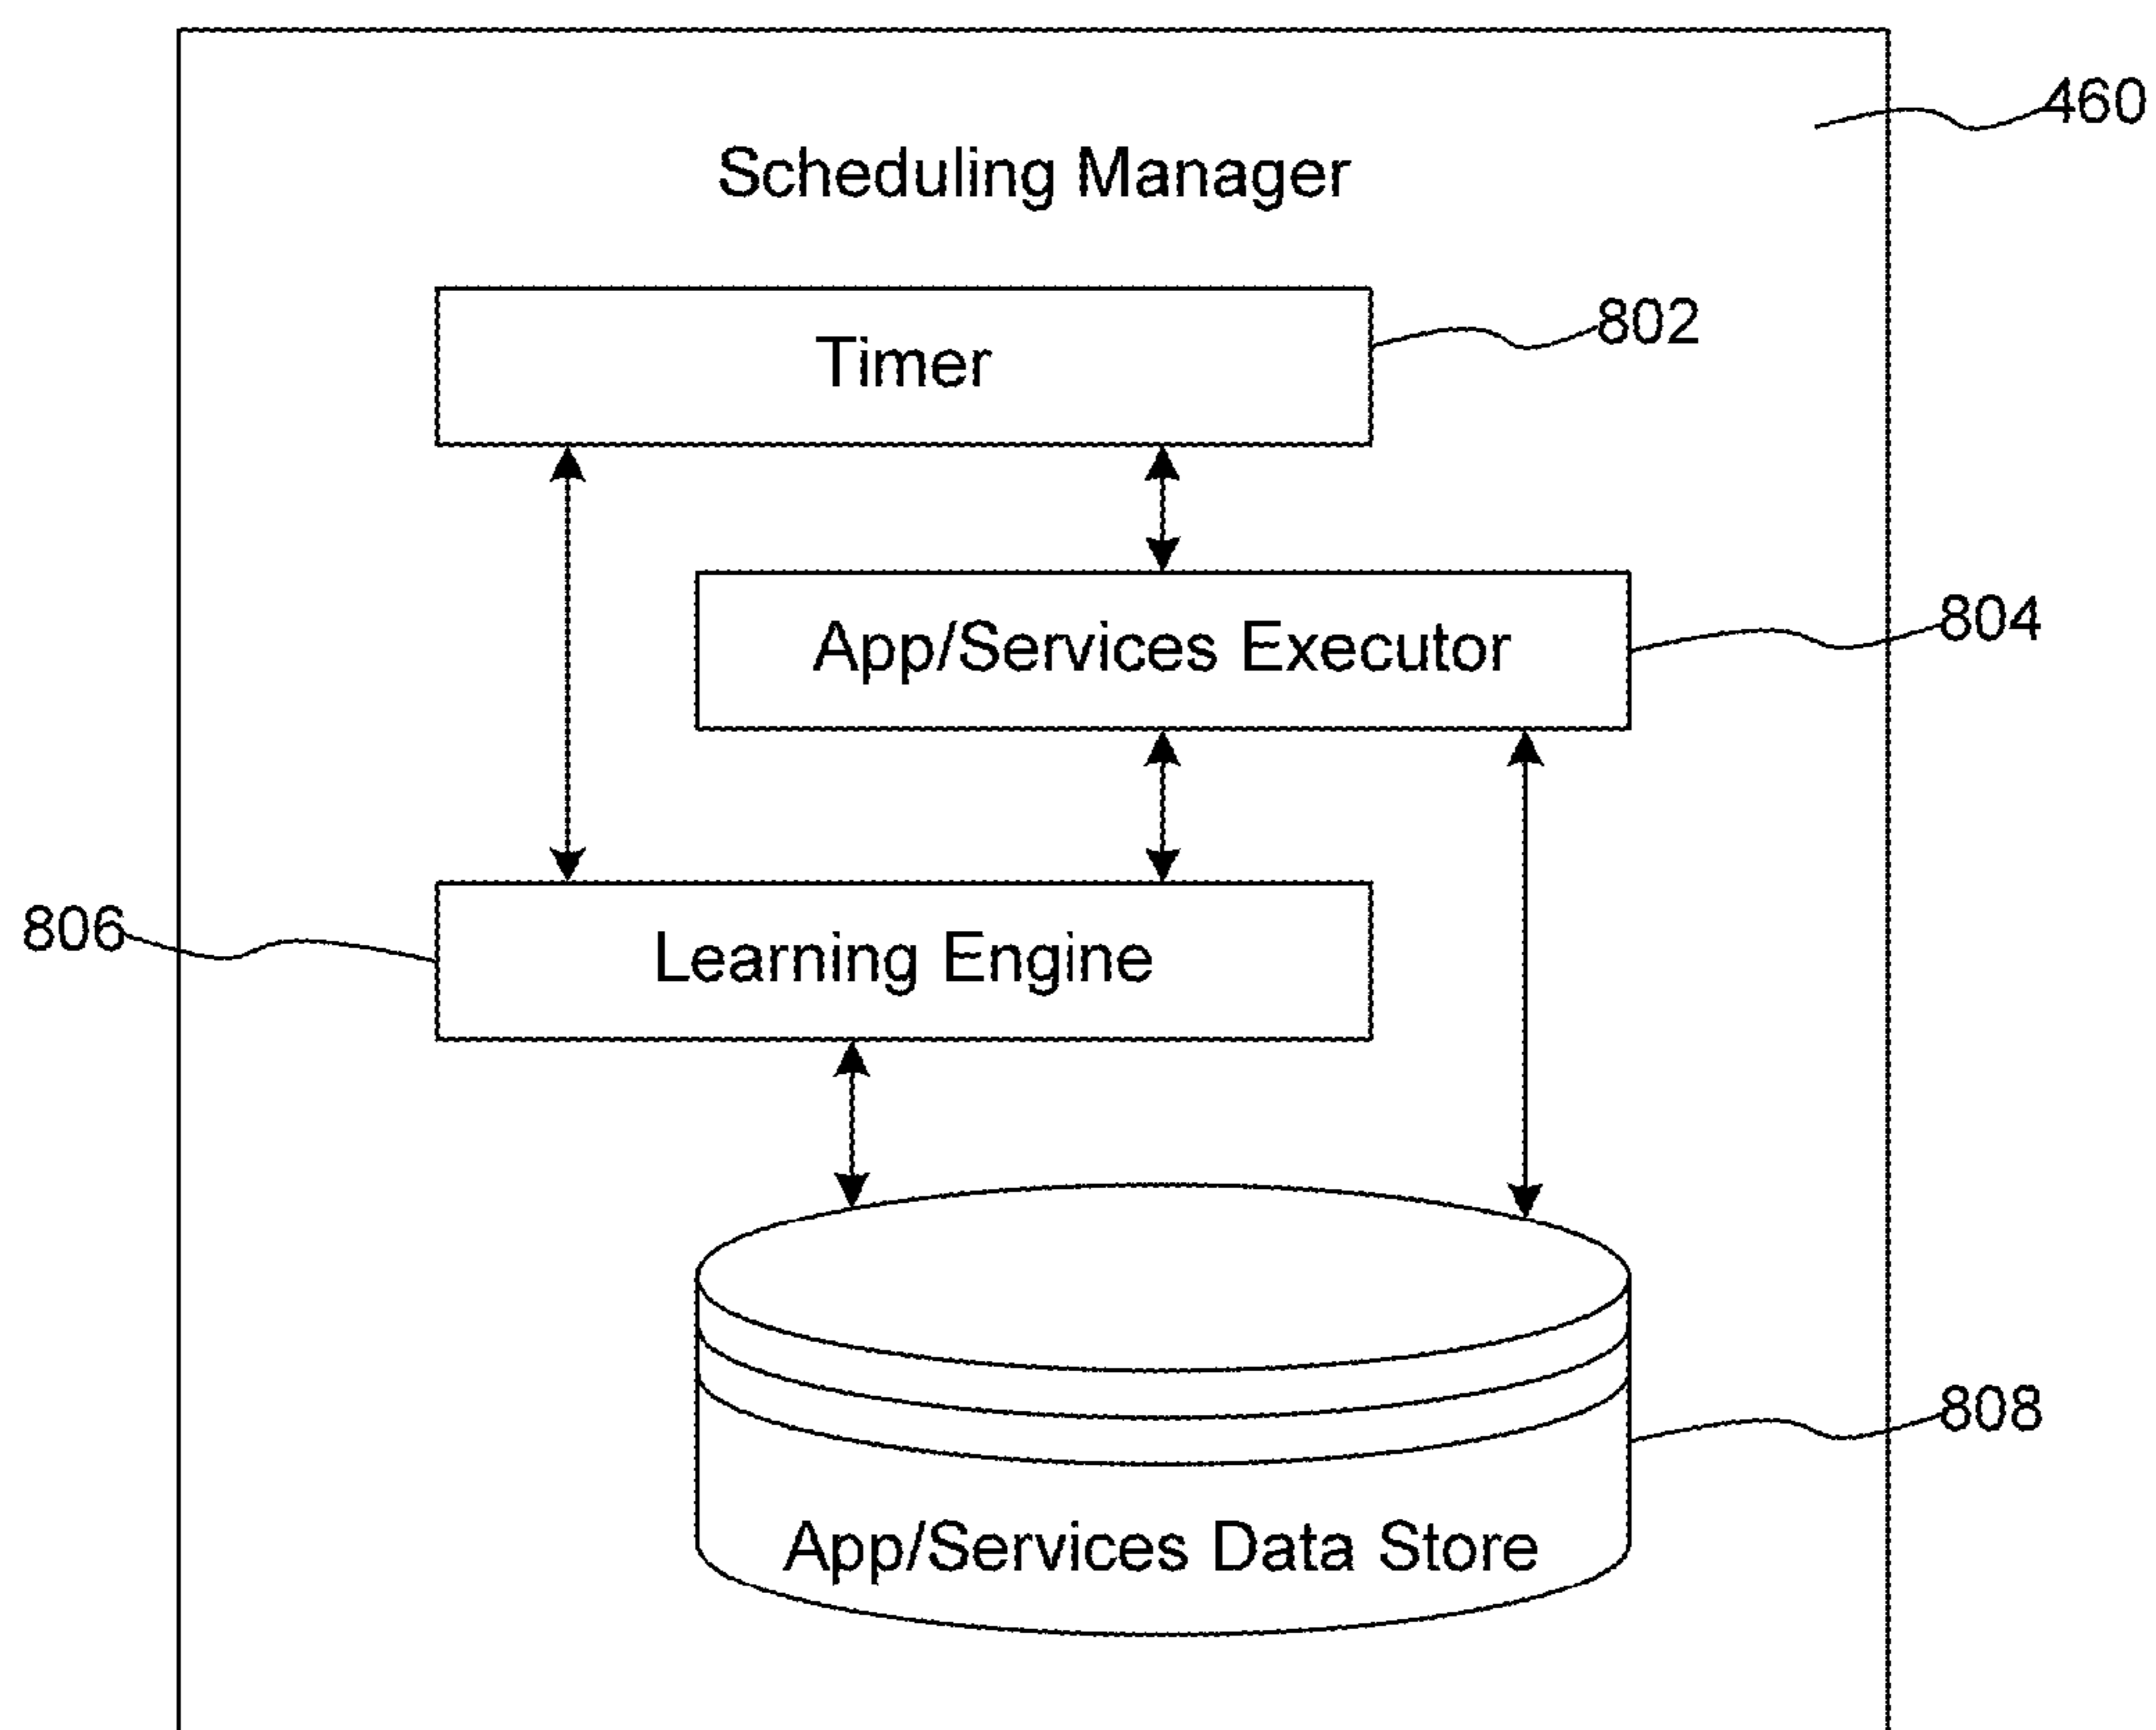 460
Scheduling Manager
802
Timer
804
App/Services Executor
806
Learning Engine
808
App/Services Data Store